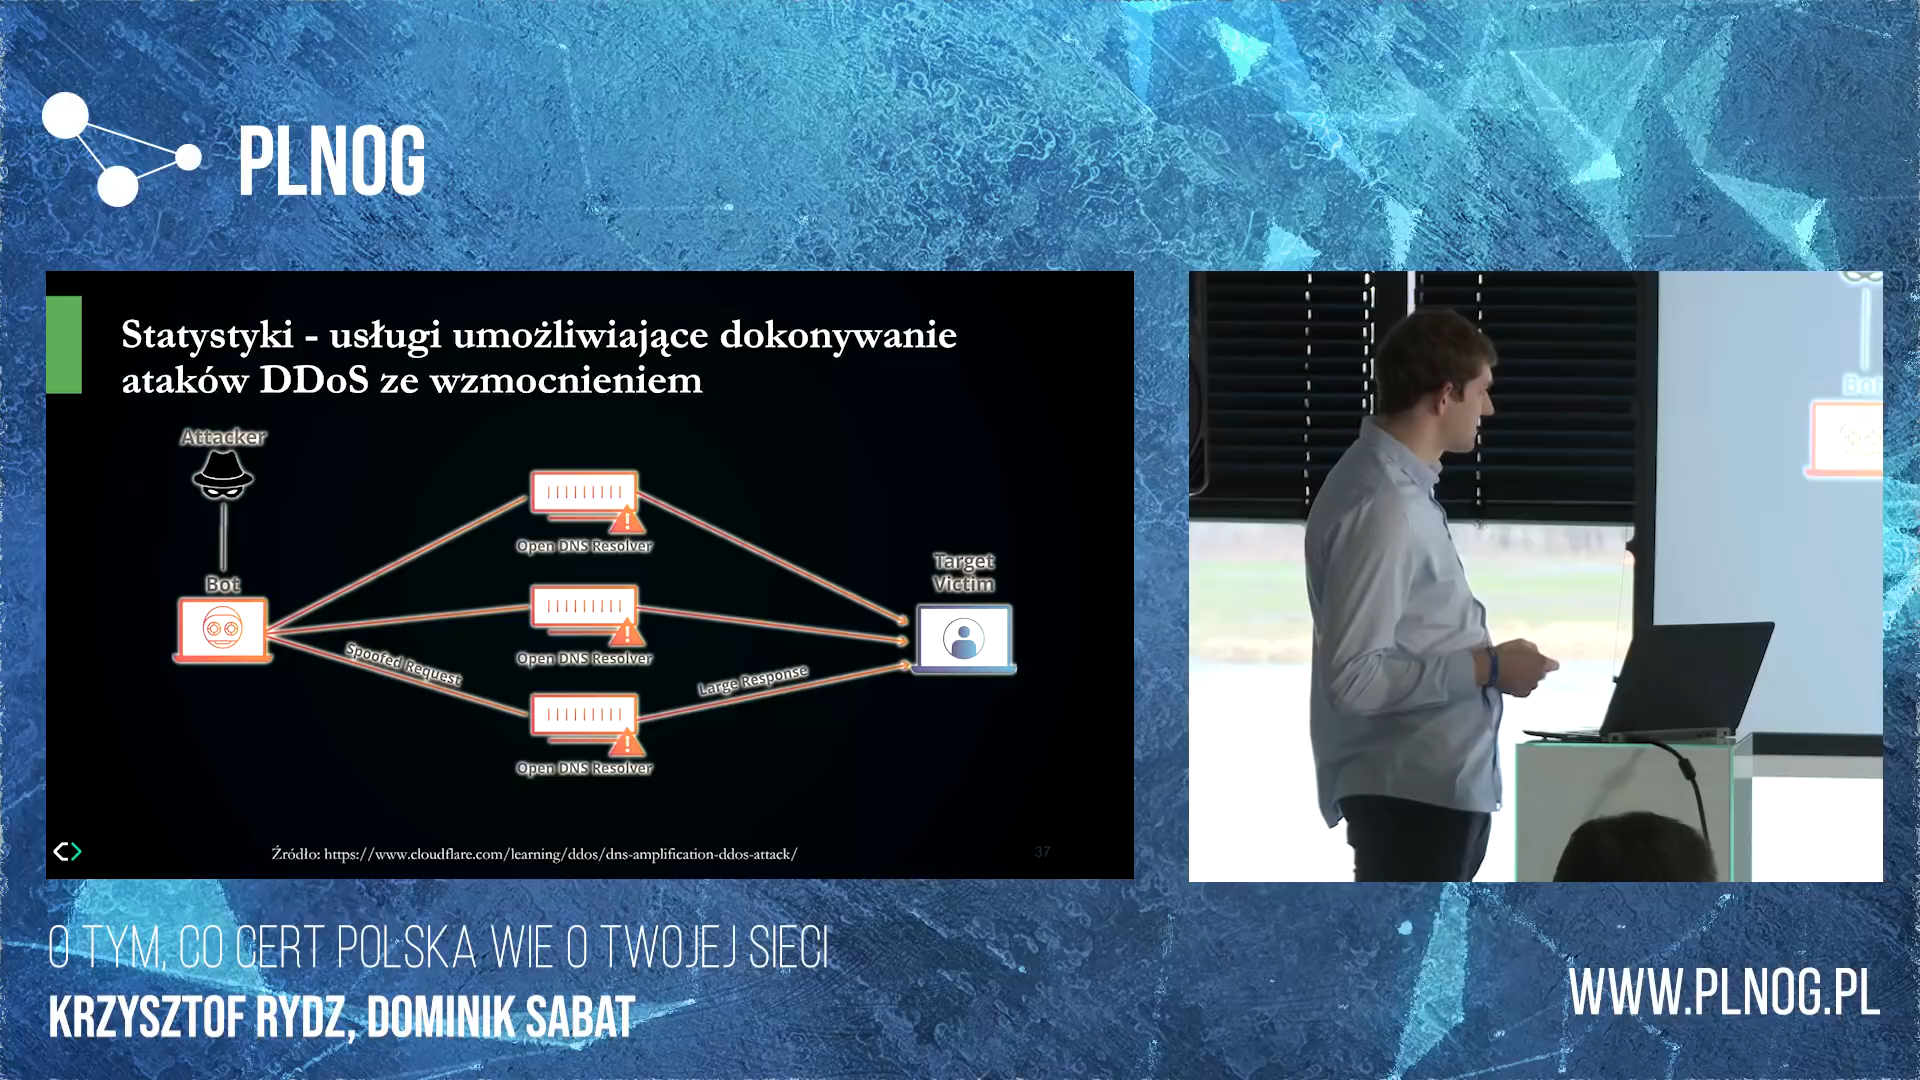 PLNOG
Statystyki - usługi umożliwiające dokonywanie
ataków DDoS ze wzmocnieniem
Attacker
Bot
Open DNS Resolver
Open DNS Resolver
Open DNS Resolver
Spoofed Request
Large Response
Target
Victim
Źródło: https://www.cloudflare.com/learning/ddos/dns-amplification-ddos-attack/
37
Bot
O TYM, CO CERT POLSKA WIE O TWOJEJ SIECI
KRZYSZTOF RYDZ, DOMINIK SABAT
WWW.PLNOG.PL